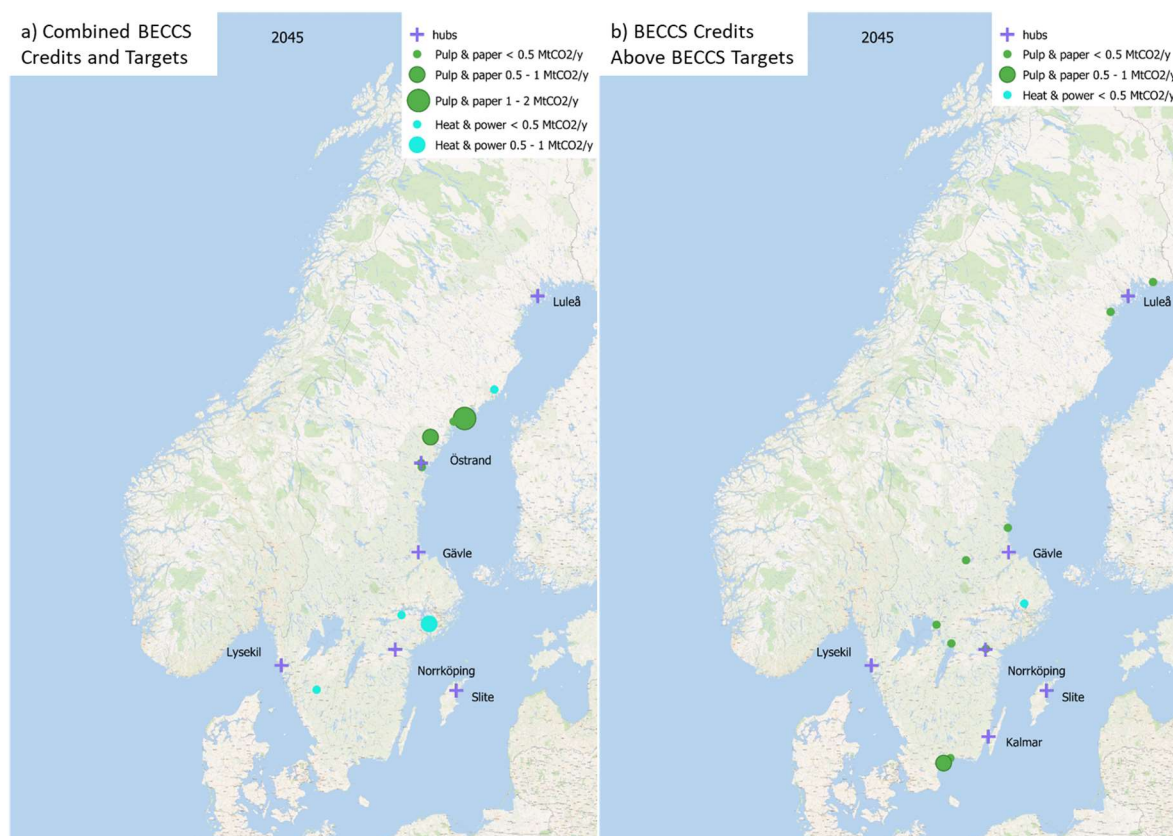 a) Combined BECCS
Credits and Targets
2045
hubs
Pulp & paper < 0.5 MtCO2/y
Pulp & paper 0.5 - 1 MtCO2/y
Pulp & paper 1 - 2 MtCO2/y
Heat & power < 0.5 MtCO2/y
Heat & power 0.5 - 1 MtCO2/y
Luleå
Östrand
Gävle
Lysekil
Norrköping
Slite
b) BECCS Credits
Above BECCS Targets
2045
hubs
Pulp & paper < 0.5 MtCO2/y
Pulp & paper 0.5 - 1 MtCO2/y
Heat & power < 0.5 MtCO2/y
Luleå
Gävle
Lysekil
Norrköping
Slite
Kalmar